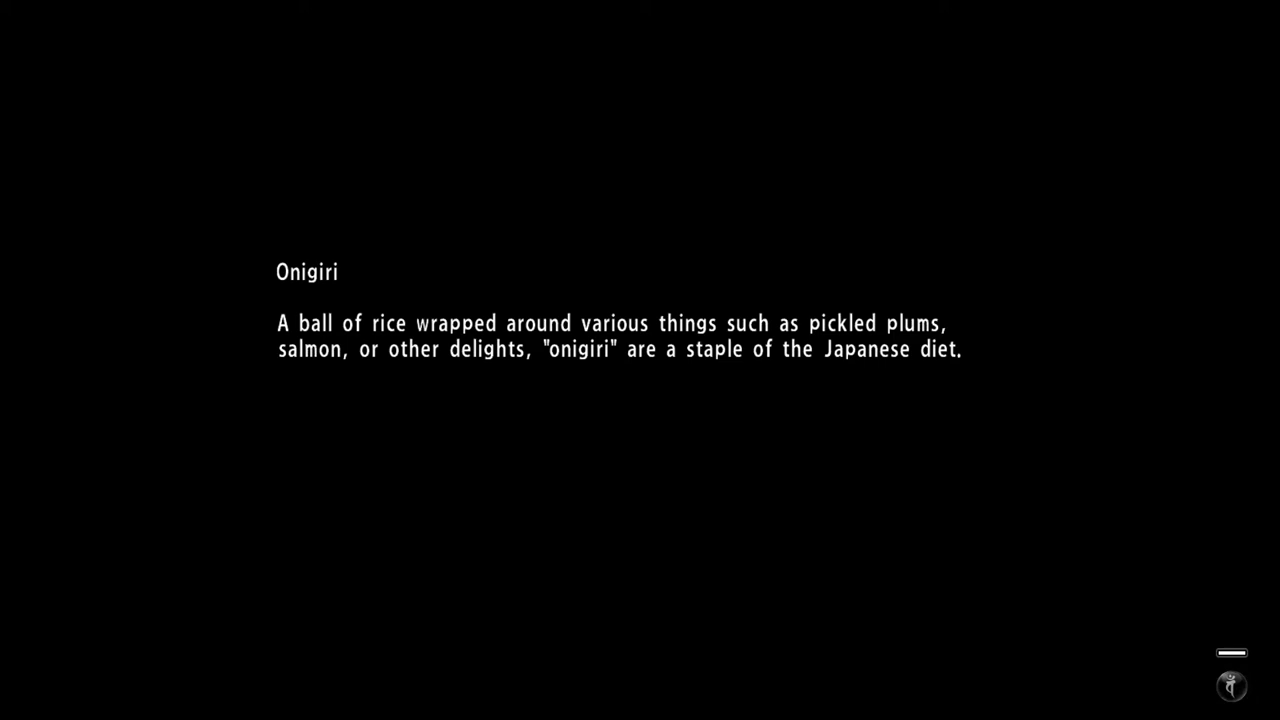 Onigiri
A ball of rice wrapped around various things such as pickled plums,
salmon, or other delights, "onigiri" are a staple of the Japanese diet.